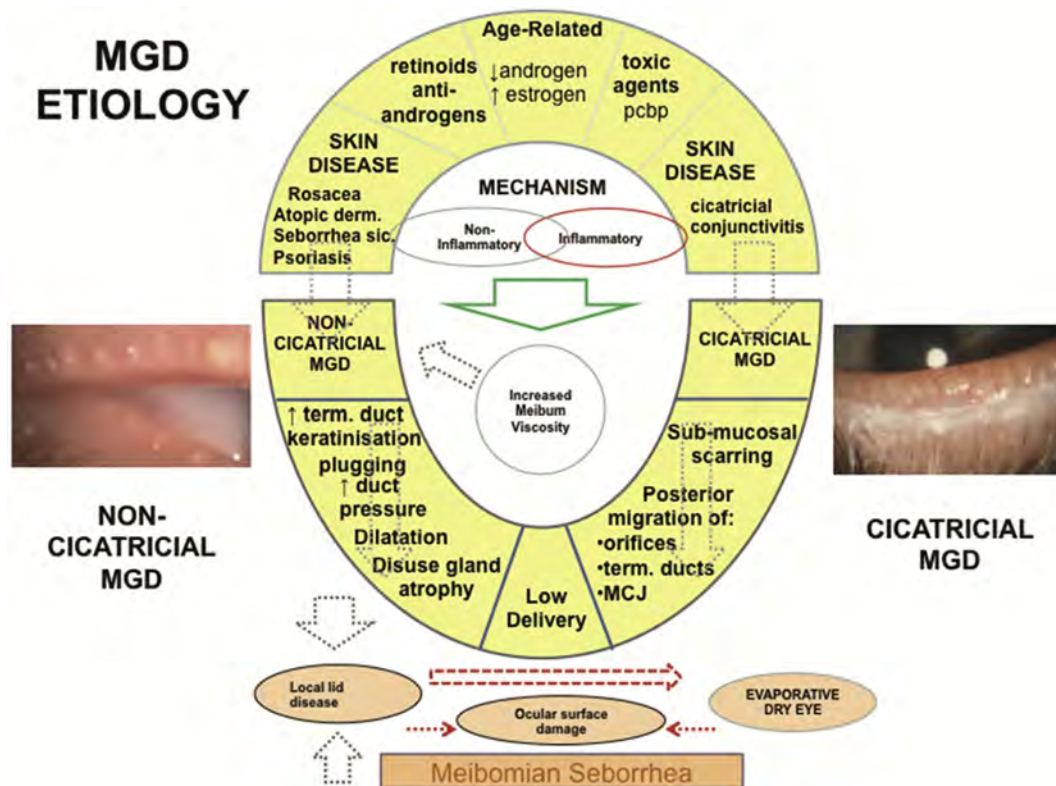 MGD
ETIOLOGY
Age-Related
↓androgen
↑ estrogen
retinoids
anti-
androgens
toxic
agents
pcbp
SKIN
DISEASE
Rosacea
Atopic derm.
Seborrhea sic.
Psoriasis
SKIN
DISEASE
cicatricial
conjunctivitis
MECHANISM
Non-
Inflammatory
Inflammatory
NON-
CICATRICIAL
MGD
CICATRICIAL
MGD
Increased
Meibum
Viscosity
↑ term. duct
keratinisation
plugging
↑ duct
pressure
Dilatation
Disuse gland
atrophy
Sub-mucosal
scarring
Posterior
migration of:
•orifices
•term. ducts
•MCJ
Low
Delivery
NON-
CICATRICIAL
MGD
CICATRICIAL
MGD
Local lid
disease
Ocular surface
damage
EVAPORATIVE
DRY EYE
Meibomian Seborrhea